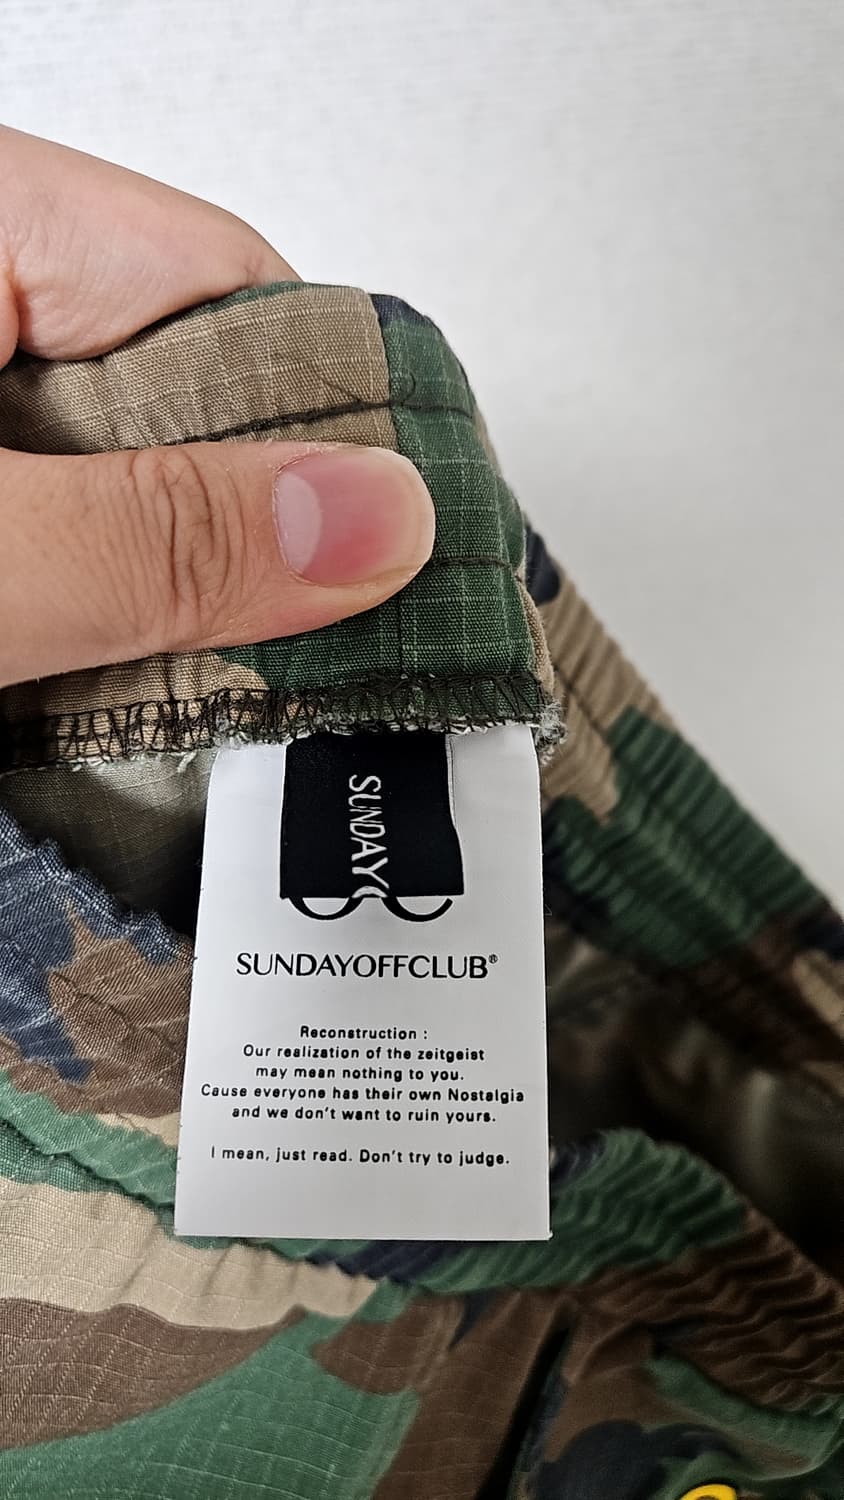 SUNDAY
SUNDAYOFFCLUB®
Reconstruction :
Our realization of the zeitgeist
may mean nothing to you.
Cause everyone has their own Nostalgia
and we don't want to ruin yours.
I mean, just read. Don't try to judge.